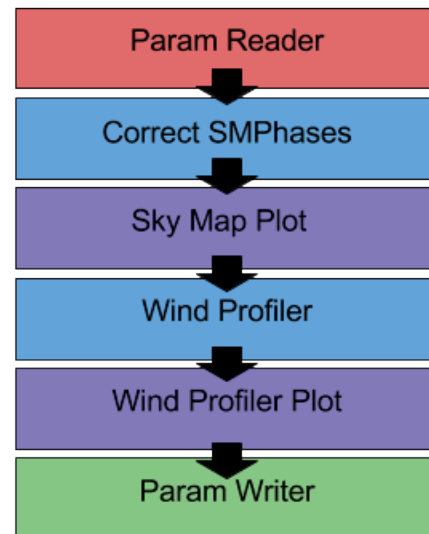 Param Reader
Correct SMPhases
Sky Map Plot
Wind Profiler
Wind Profiler Plot
Param Writer